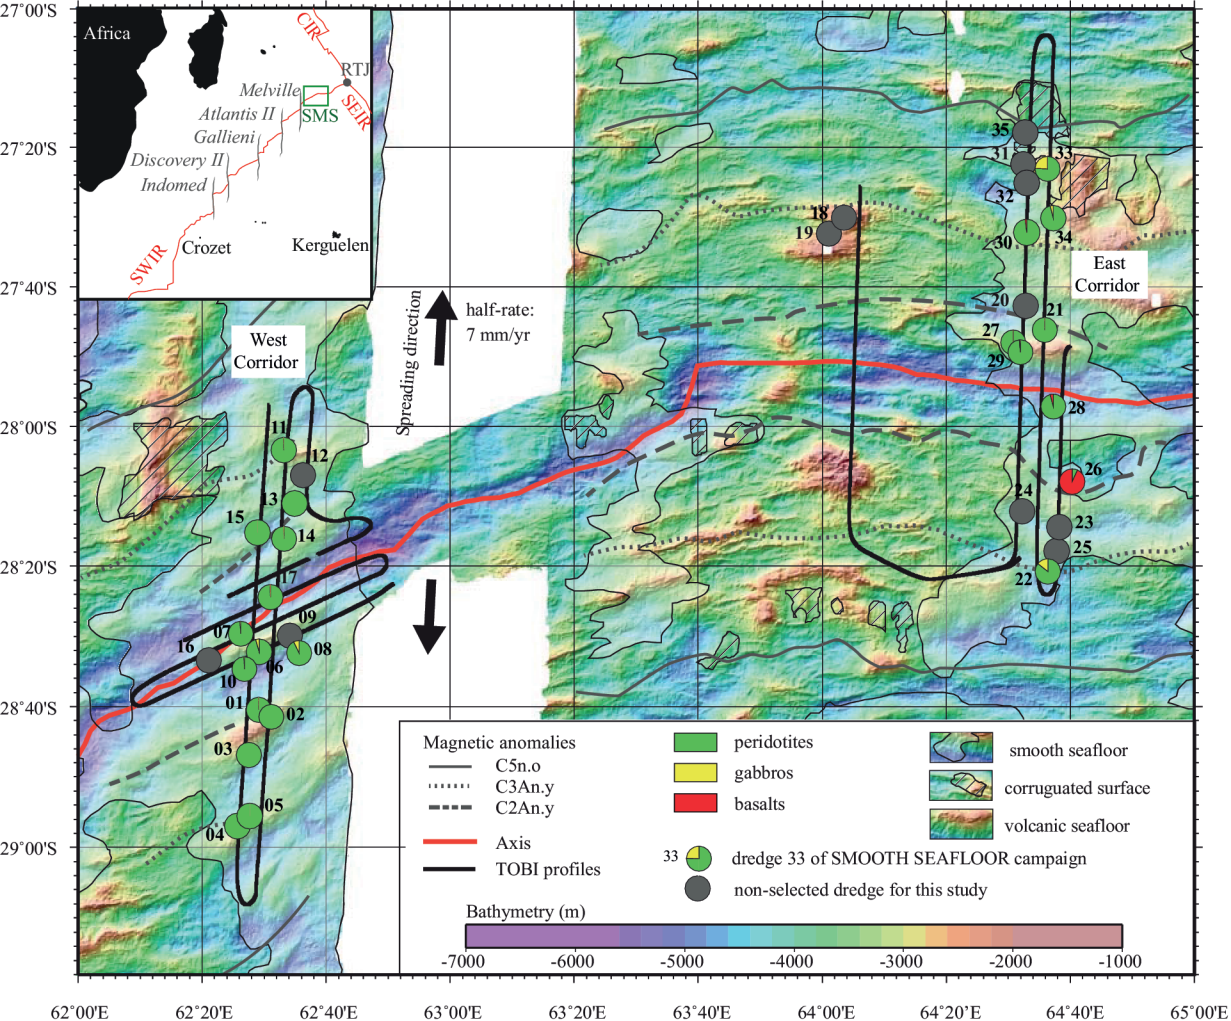 27°00'S
27°20'S
27°40'S
28°00'S
28°20'S
28°40'S
29°00'S
Africa
CIR
RTJ
Melville
SMS
SEIR
Atlantis II
Gallieni
Discovery II
Indomed
SWIR
Crozet
Kerguelen
West
Corridor
Spreading direction
half-rate:
7 mm/yr
East
Corridor
35
31
33
32
18
19
30
34
20
21
27
29
28
26
24
23
25
22
11
12
13
15
14
17
09
07
16
08
06
10
01
02
03
05
04
Magnetic anomalies
C5n.o
C3An.y
C2An.y
Axis
TOBI profiles
peridotites
gabbros
basalts
smooth seafloor
corruguated surface
volcanic seafloor
33 dredge 33 of SMOOTH SEAFLOOR campaign
non-selected dredge for this study
Bathymetry (m)
-7000 -6000 -5000 -4000 -3000 -2000 -1000
62°00'E 62°20'E 62°40'E 63°00'E 63°20'E 63°40'E 64°00'E 64°20'E 64°40'E 65°00'E